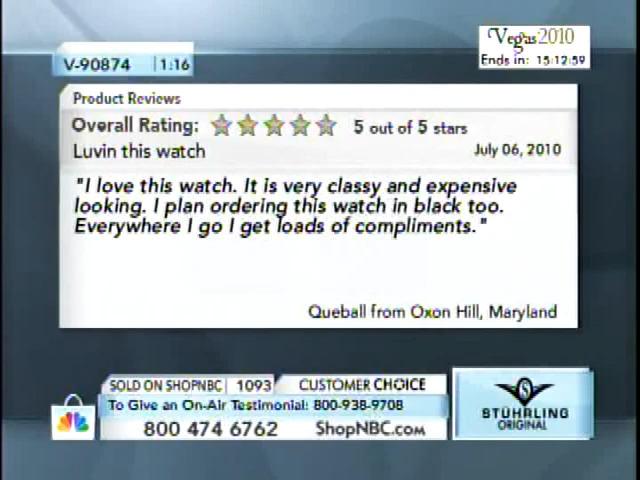 Vegas2010
Ends in: 15:12:59
V-90874 1:16
Product Reviews
Overall Rating: 5 out of 5 stars
Luvin this watch July 06, 2010
"I love this watch. It is very classy and expensive
looking. I plan ordering this watch in black too.
Everywhere I go I get loads of compliments."
Queball from Oxon Hill, Maryland
SOLD ON SHOPNBC 1093 CUSTOMER CHOICE
To Give an On-Air Testimonial: 800-938-9708
800 474 6762 ShopNBC.com
S
STÜHRLING
ORIGINAL